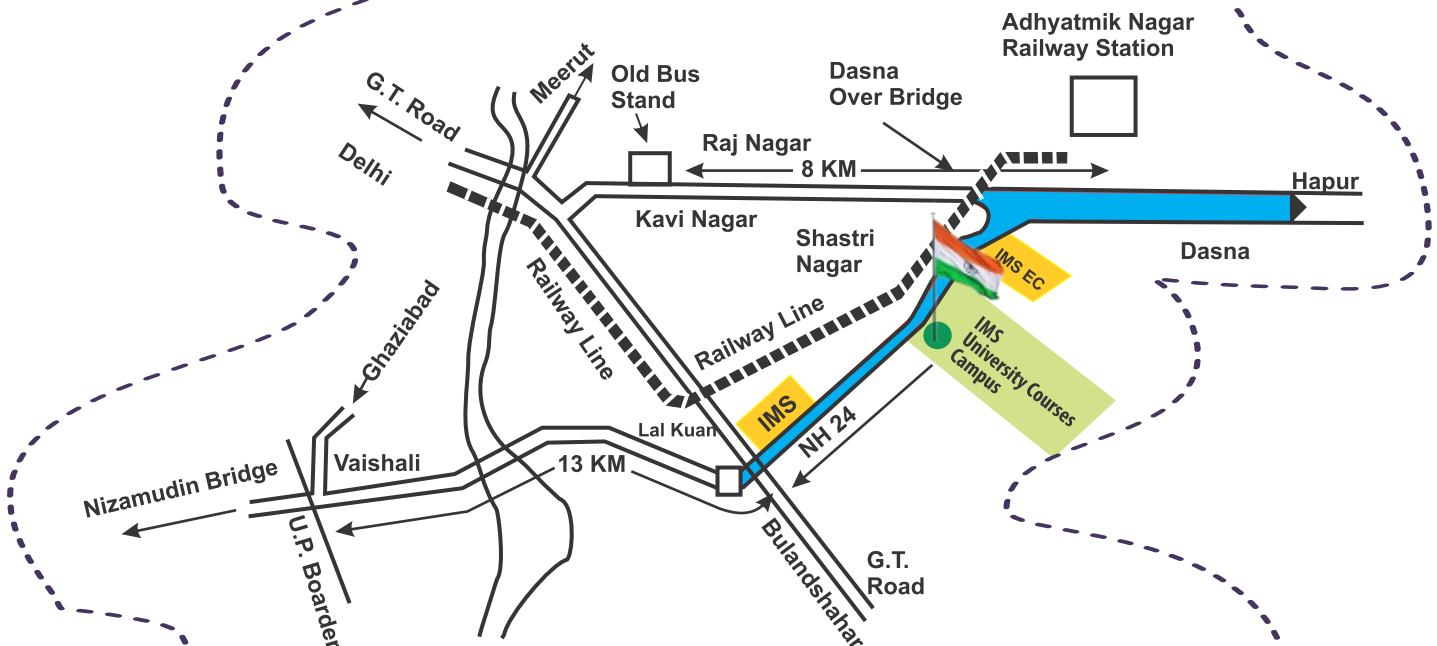 Adhyatmik Nagar
Railway Station
Meerut
G.T. Road
Old Bus
Stand
Dasna
Over Bridge
Delhi
Raj Nagar
8 KM
Hapur
Kavi Nagar
Shastri
Nagar
Dasna
IMS EC
Railway Line
Ghaziabad
Railway Line
IMS
University Courses
Campus
IMS
NH 24
Lal Kuan
Vaishali
13 KM
Nizamudin Bridge
U.P. Boarder
Bulandshahar
G.T.
Road